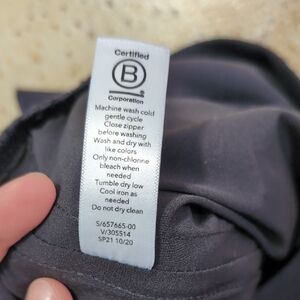 Certified
B
Corporation
Machine wash cold
gentle cycle
Close zipper
before washing
Wash and dry with
like colors
Only non-chlorine
bleach when
needed
Tumble dry low
Cool iron as
needed
Do not dry clean
S/657665-00
V/305514
SP21 10/20